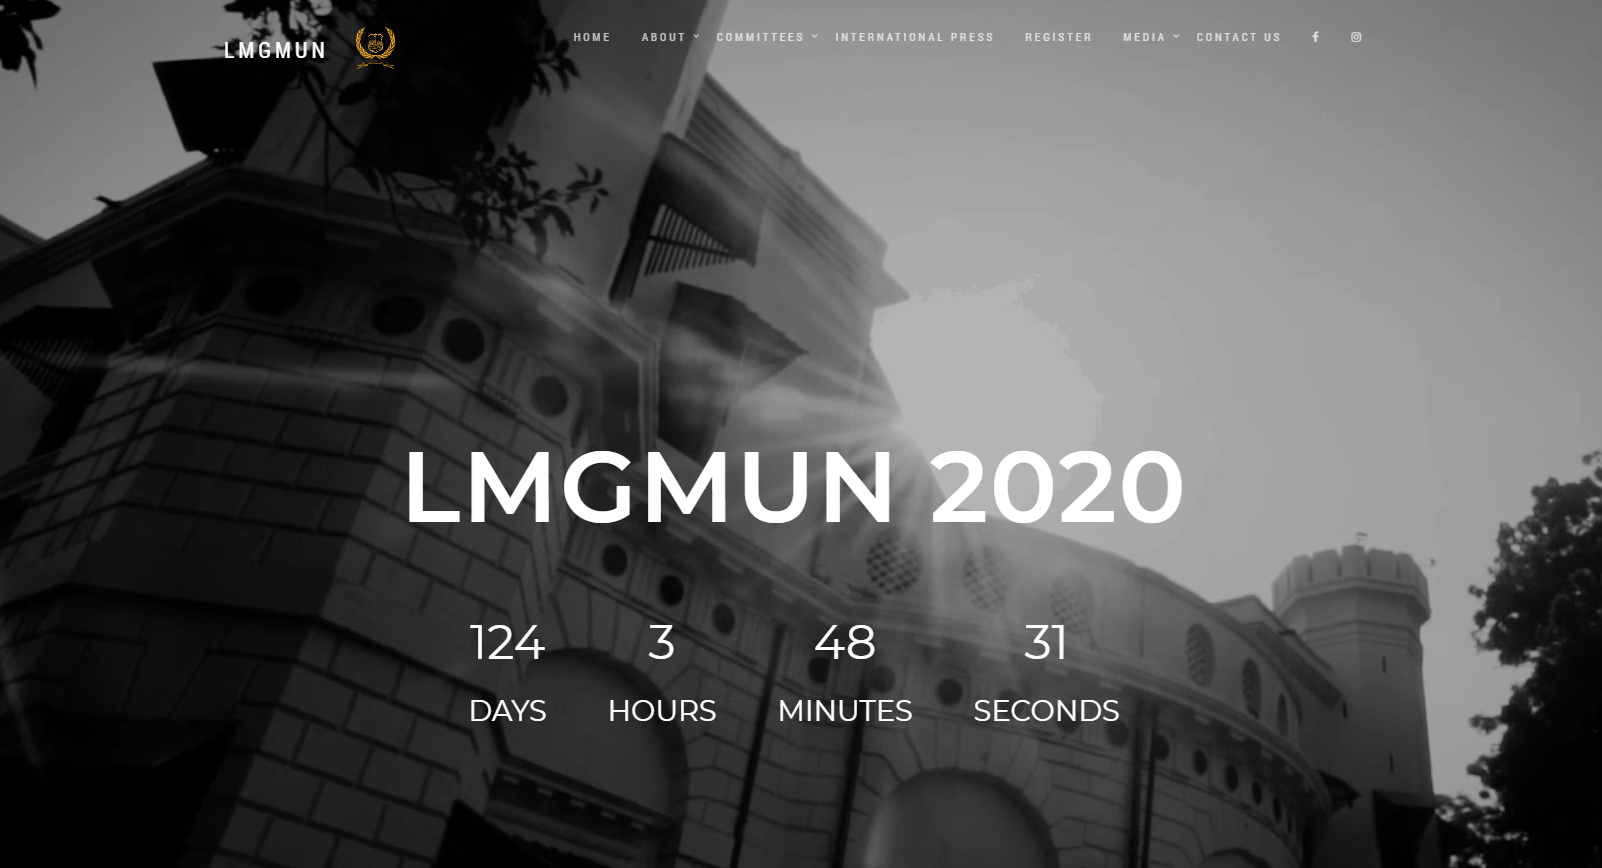 LMGMUN
HOME ABOUT COMMITTEES INTERNATIONAL PRESS REGISTER MEDIA CONTACT US
LMGMUN 2020
124 3 48 31
DAYS HOURS MINUTES SECONDS